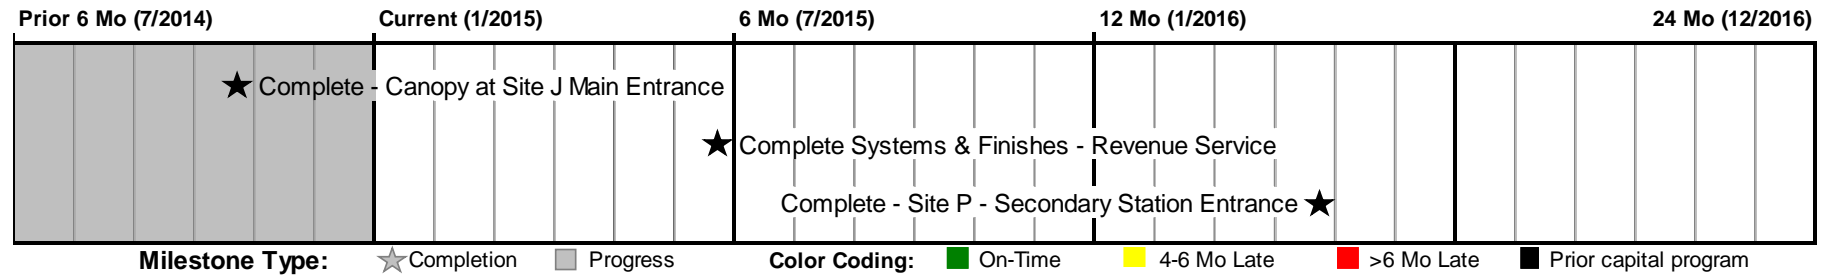 Prior 6 Mo (7/2014) Current (1/2015) 6 Mo (7/2015) 12 Mo (1/2016) 24 Mo (12/2016)
Complete - Canopy at Site J Main Entrance
Complete Systems & Finishes - Revenue Service
Complete - Site P - Secondary Station Entrance
Milestone Type: Completion Progress Color Coding: On-Time 4-6 Mo Late >6 Mo Late Prior capital program